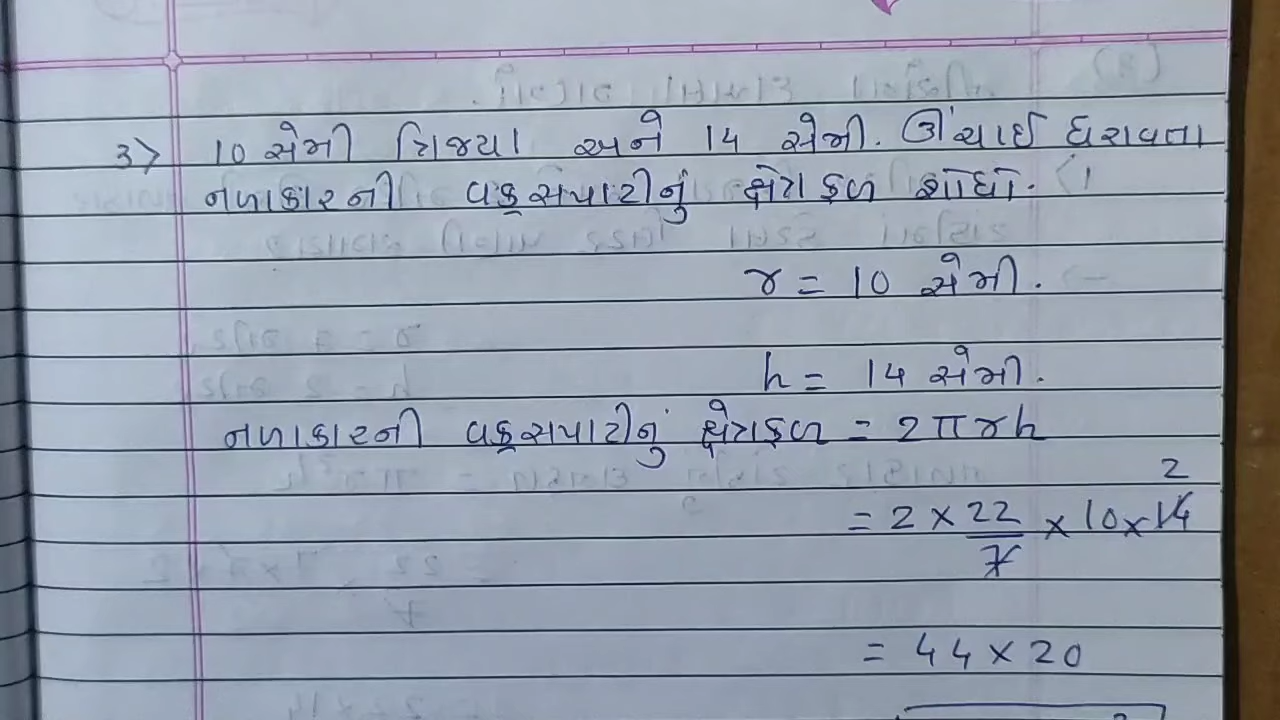 3> 10 સેમી ત્રિજ્યા અને 14 સેમી. ઊંચાઈ ધરાવતા
નળાકારની વક્રસપાટીનું ક્ષેત્રફળ શોધો.
r = 10 સેમી.
h = 14 સેમી.
નળાકારની વક્રસપાટીનું ક્ષેત્રફળ = 2πrh
2
= 2 × 22 × 10 × 14
7
= 44 × 20